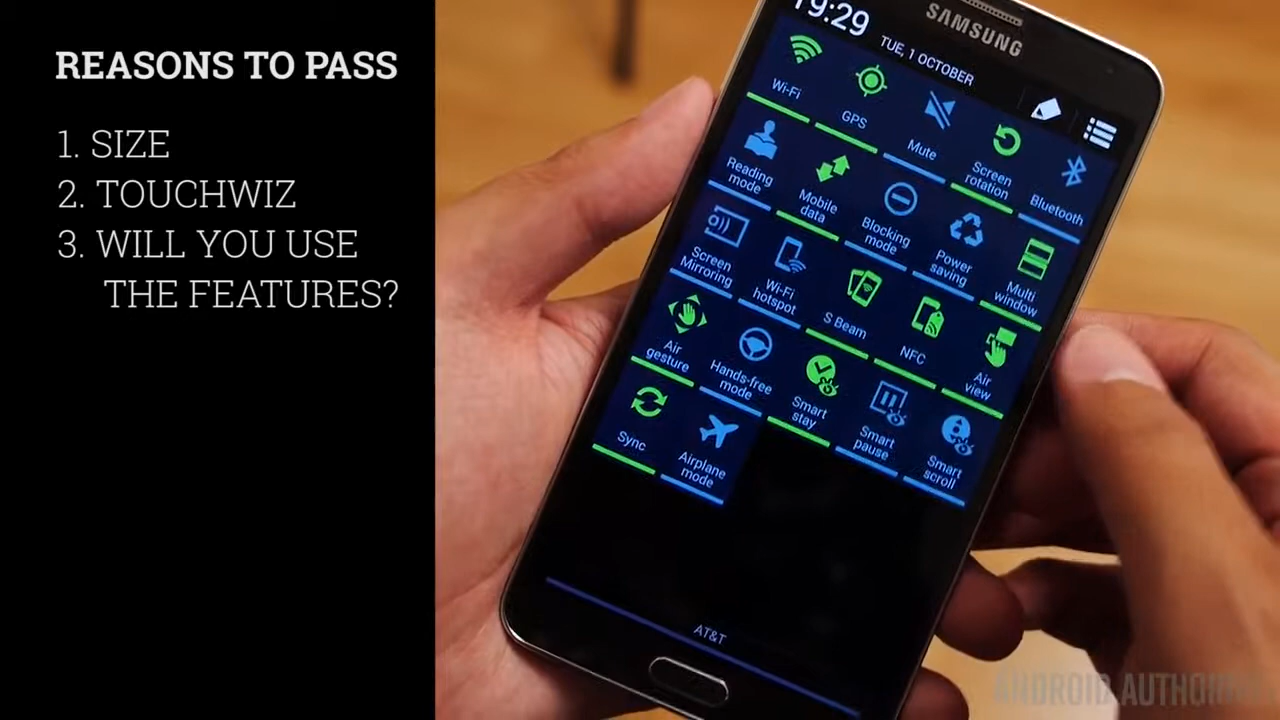 REASONS TO PASS
1. SIZE
2. TOUCHWIZ
3. WILL YOU USE
THE FEATURES?
SAMSUNG
19:29
TUE, 1 OCTOBER
Wi-Fi
GPS
Mute
Screen
rotation
Bluetooth
Reading
mode
Mobile
data
Blocking
mode
Power
saving
Multi
window
Screen
Mirroring
Wi-Fi
hotspot
S Beam
NFC
Air
view
Air
gesture
Hands-free
mode
Smart
stay
Smart
pause
Smart
scroll
Sync
Airplane
mode
AT&T
ANDROID AUTHORITY